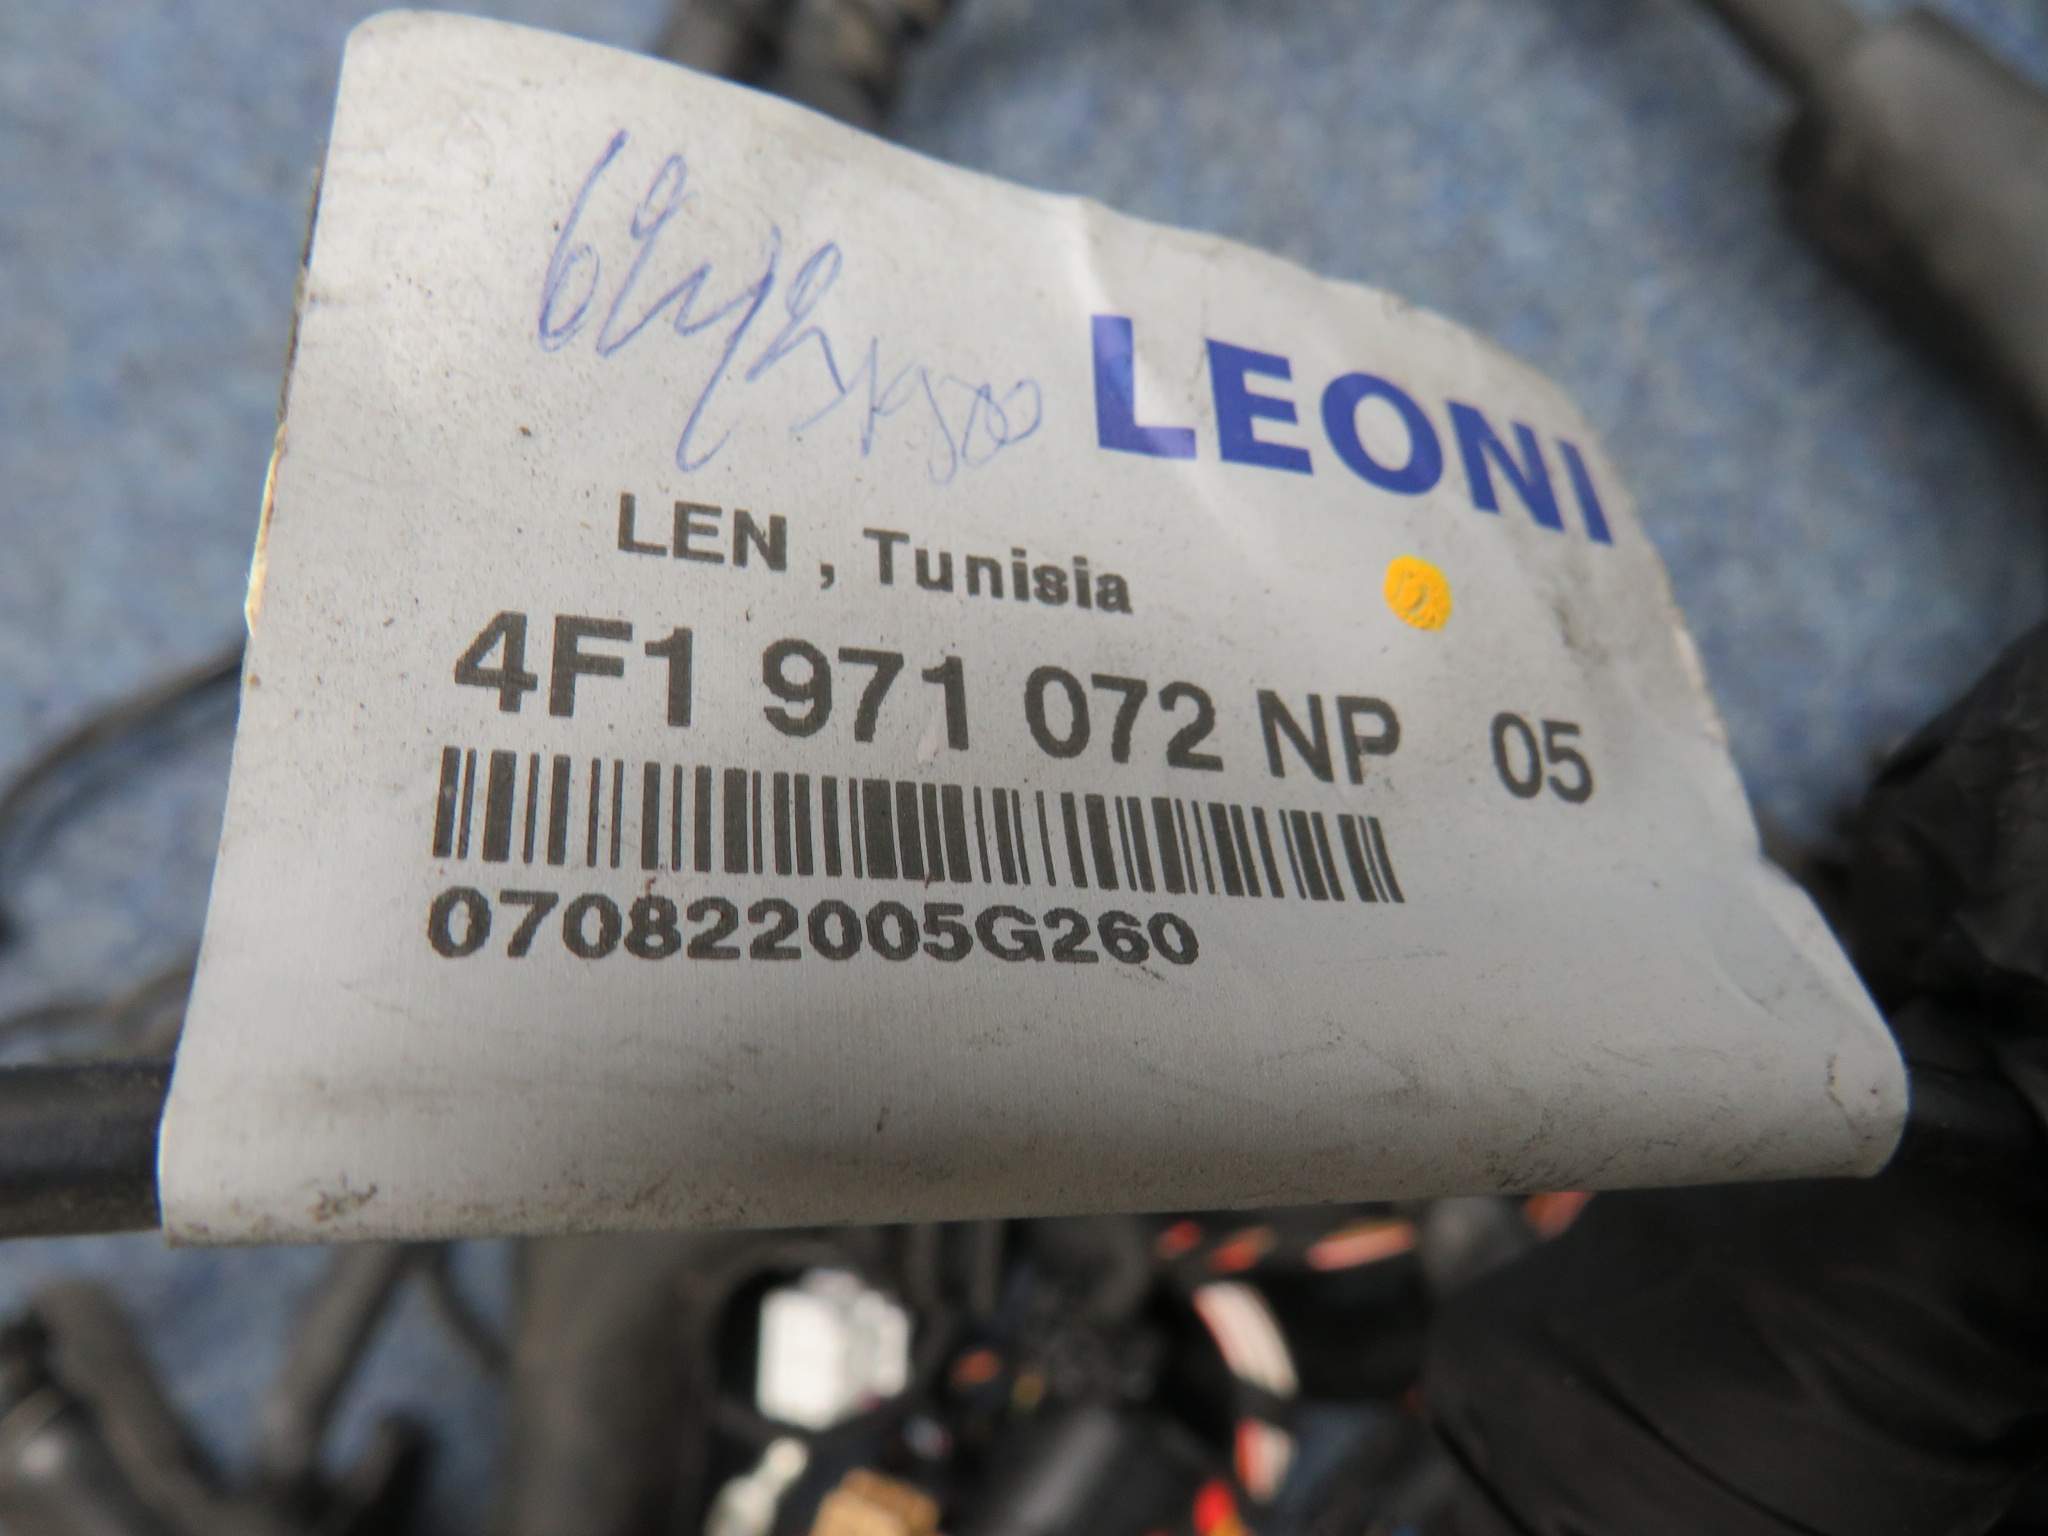 LEONI
LEN , Tunisia
4F1 971 072 NP 05
070822005G260